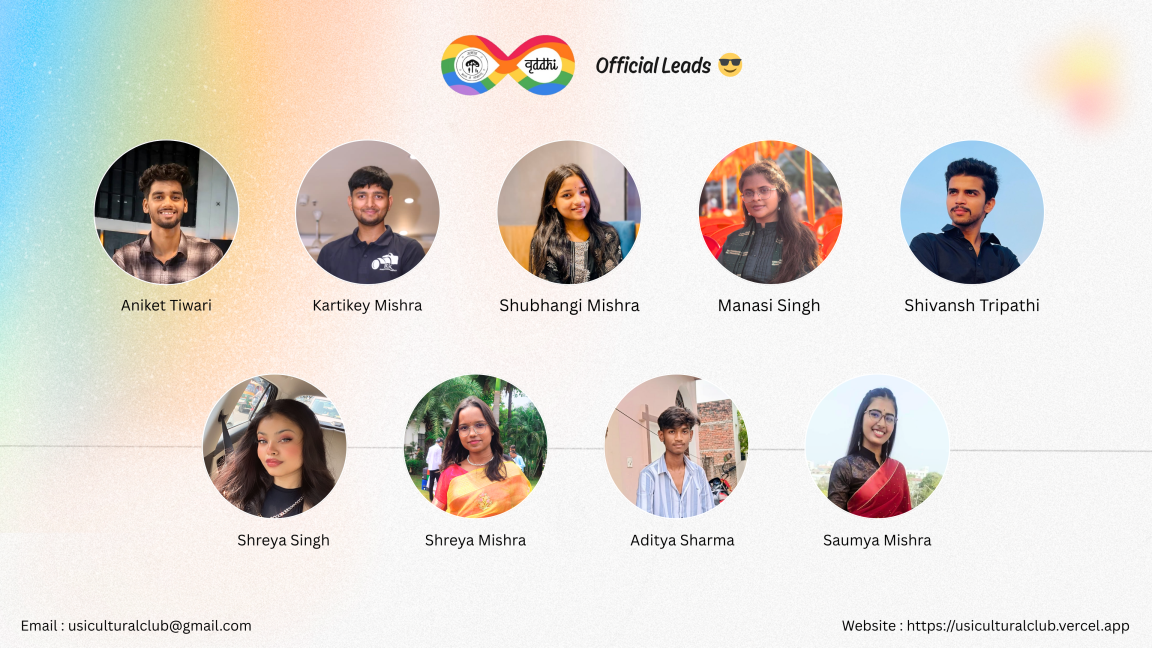 वृddhi
Official Leads 😎
Aniket Tiwari
Kartikey Mishra
Shubhangi Mishra
Manasi Singh
Shivansh Tripathi
Shreya Singh
Shreya Mishra
Aditya Sharma
Saumya Mishra
Email : usiculturalclub@gmail.com
Website : https://usiculturalclub.vercel.app